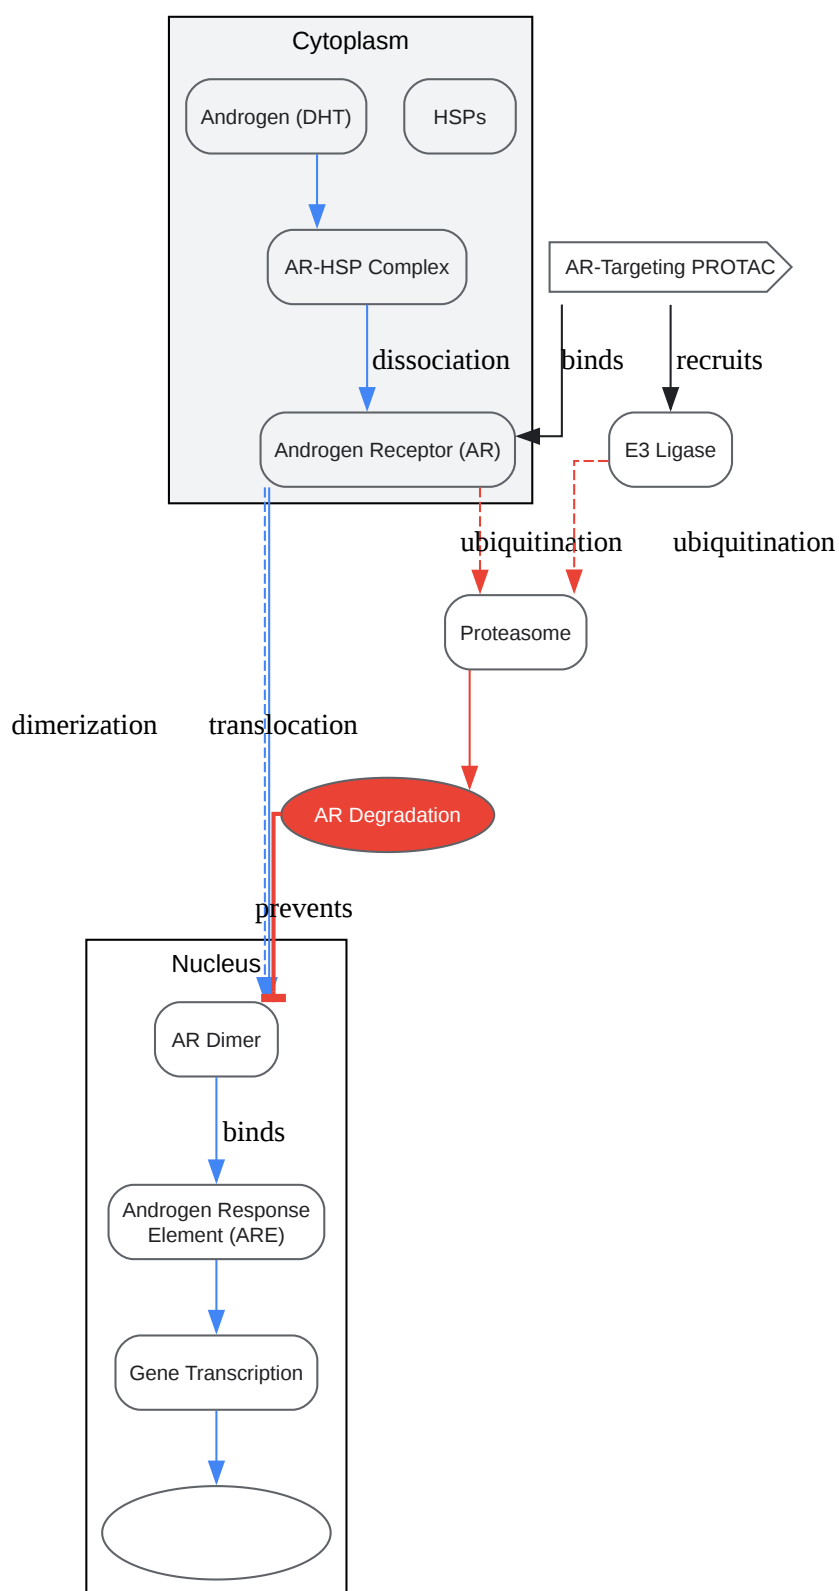 Cytoplasm
Androgen (DHT)
HSPs
AR-HSP Complex
AR-Targeting PROTAC
dissociation
binds
recruits
Androgen Receptor (AR)
E3 Ligase
ubiquitination
ubiquitination
Proteasome
dimerization
translocation
AR Degradation
prevents
Nucleus
AR Dimer
binds
Androgen Response
Element (ARE)
Gene Transcription